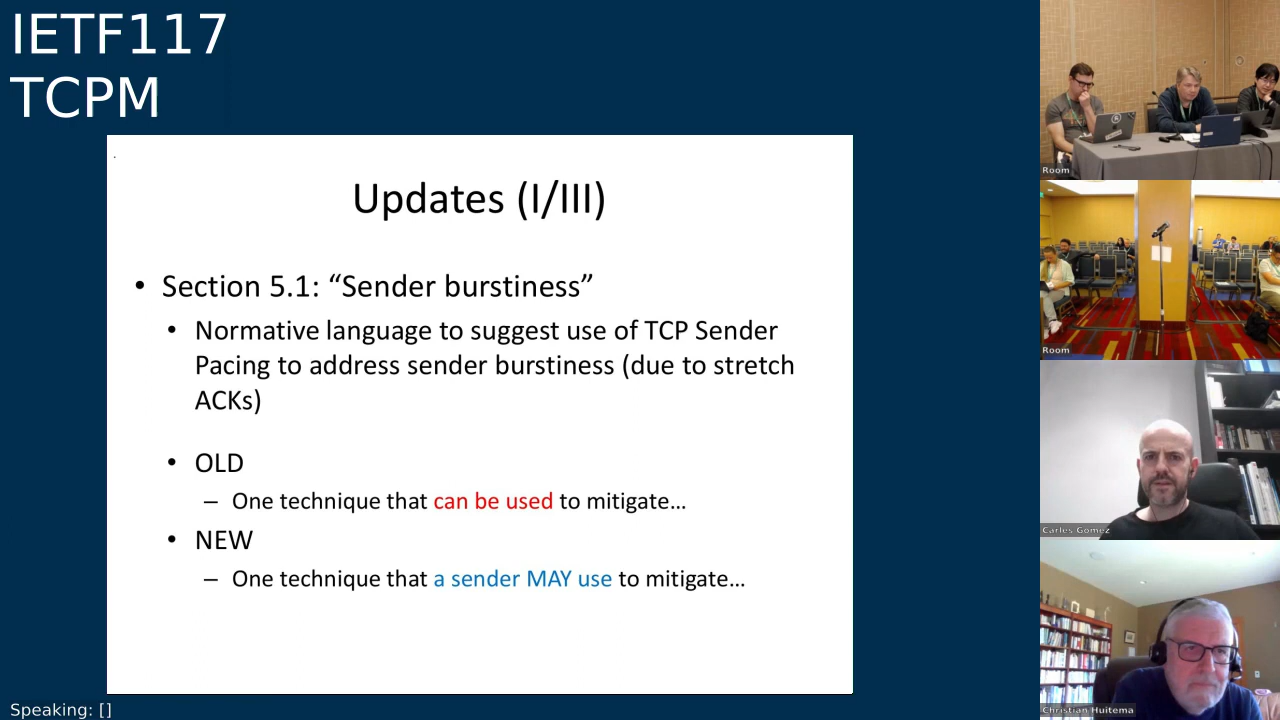 IETF117
TCPM
Updates (I/III)
• Section 5.1: “Sender burstiness”
• Normative language to suggest use of TCP Sender
Pacing to address sender burstiness (due to stretch
ACKs)
• OLD
– One technique that can be used to mitigate…
• NEW
– One technique that a sender MAY use to mitigate…
Speaking: []
Room
Room
Carles Gomez
Christian Huitema